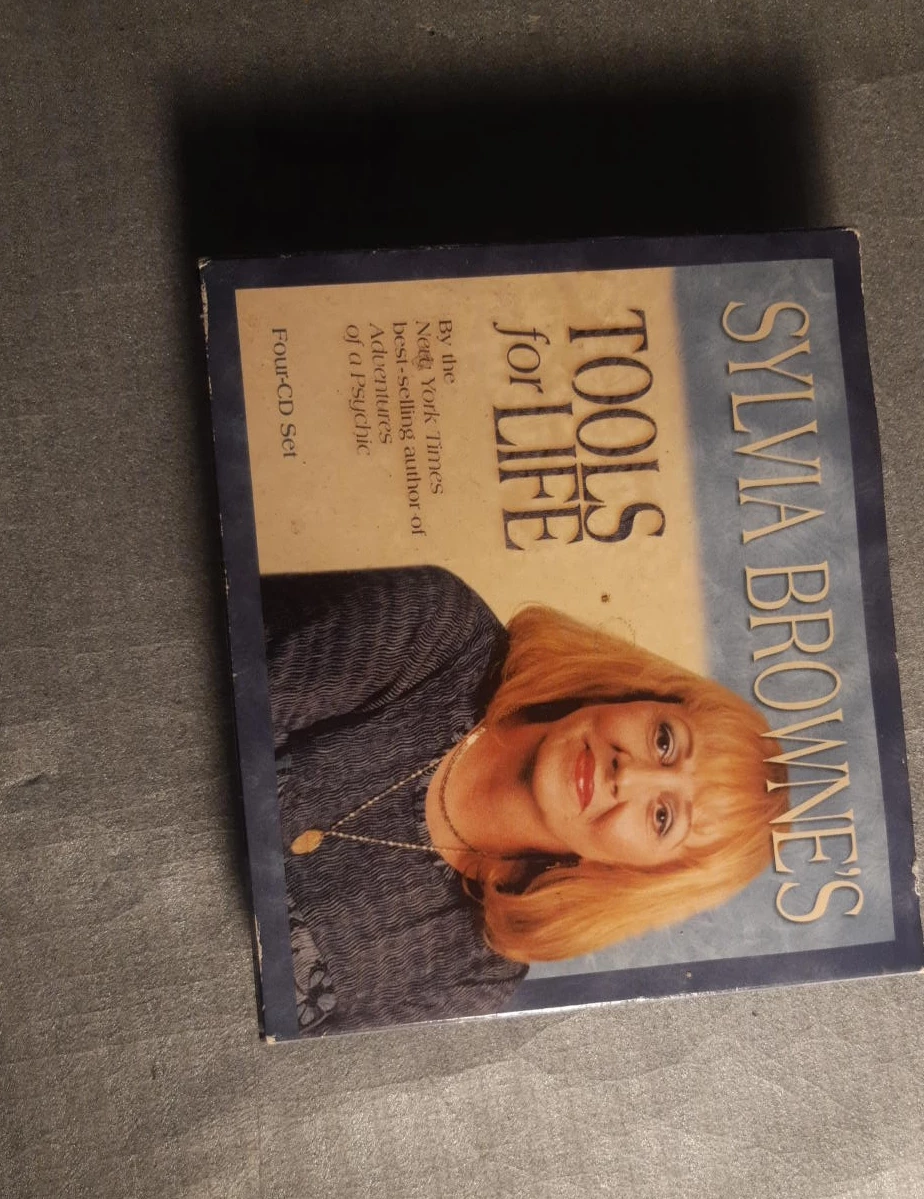 SYLVIA BROWNE'S
TOOLS
for LIFE
By the
New York Times
best-selling author of
Adventures
of a Psychic
Four-CD Set